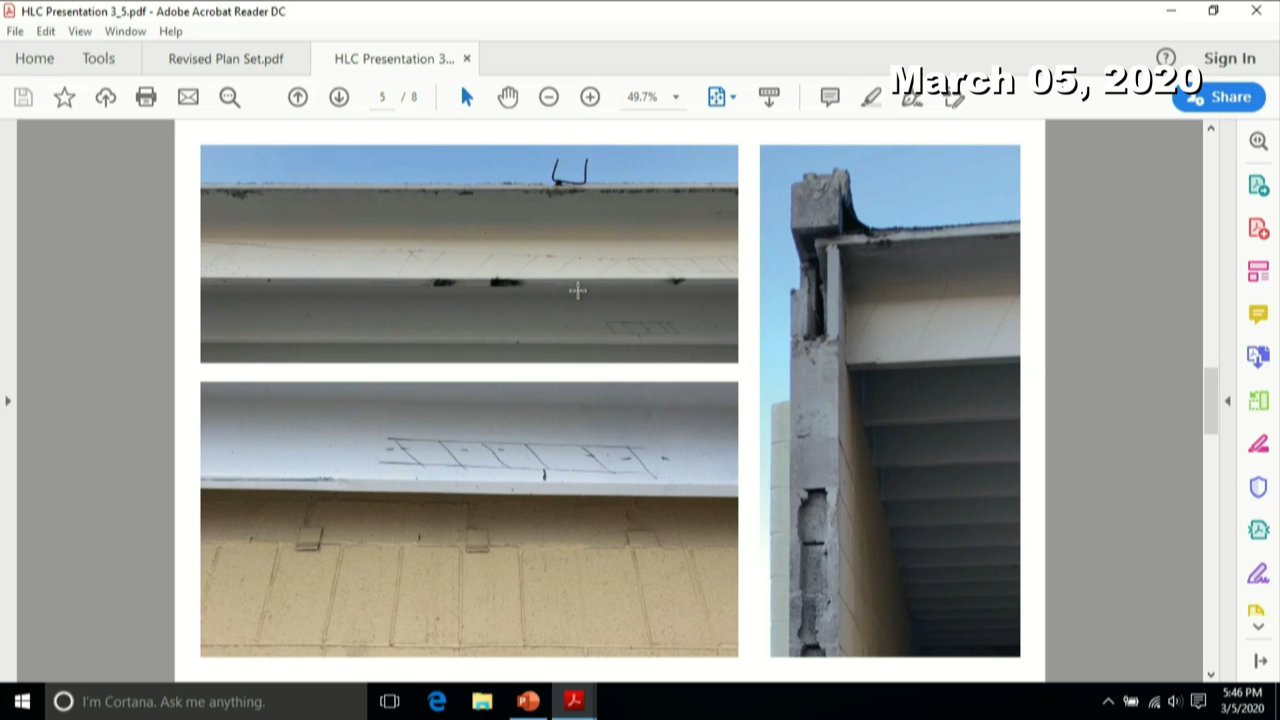 HLC Presentation 3_5.pdf - Adobe Acrobat Reader DC
File Edit View Window Help
Home Tools Revised Plan Set.pdf HLC Presentation 3... × ? Sign In
March 05, 2020
5 / 8 49.7% Share
I'm Cortana. Ask me anything.
5:46 PM
3/5/2020